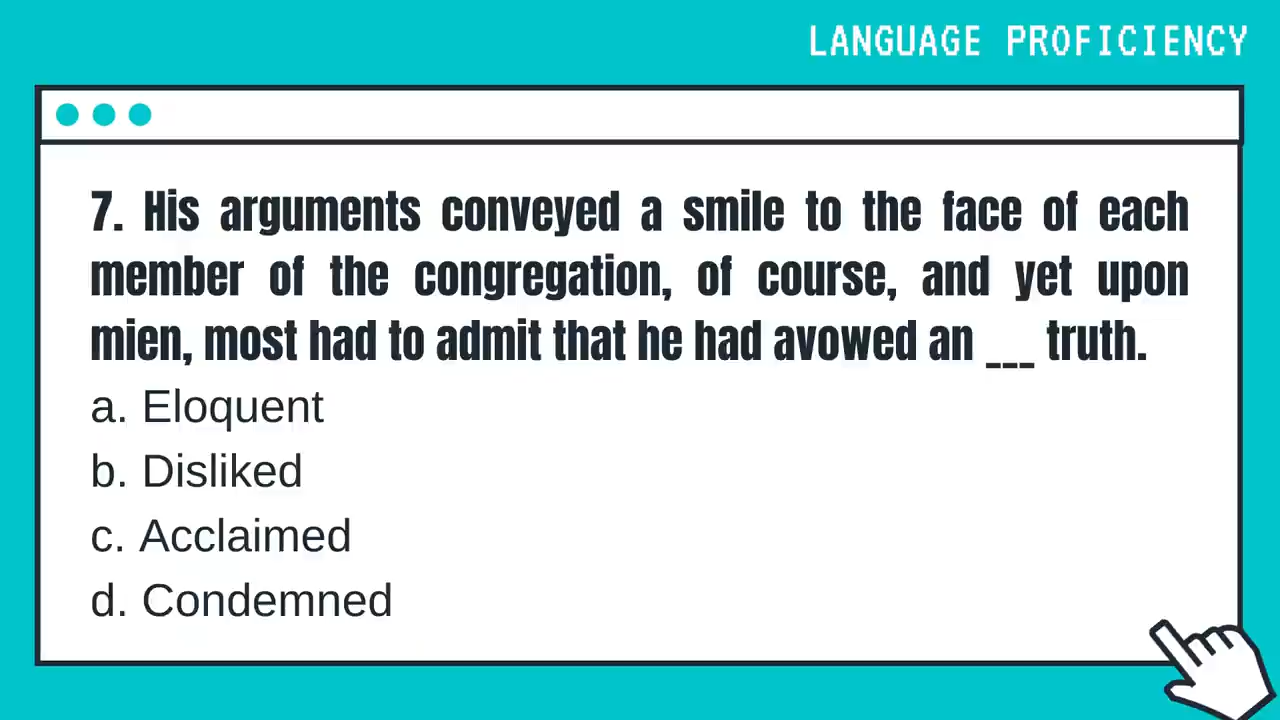 LANGUAGE PROFICIENCY
7. His arguments conveyed a smile to the face of each
member of the congregation, of course, and yet upon
mien, most had to admit that he had avowed an ___ truth.
a. Eloquent
b. Disliked
c. Acclaimed
d. Condemned